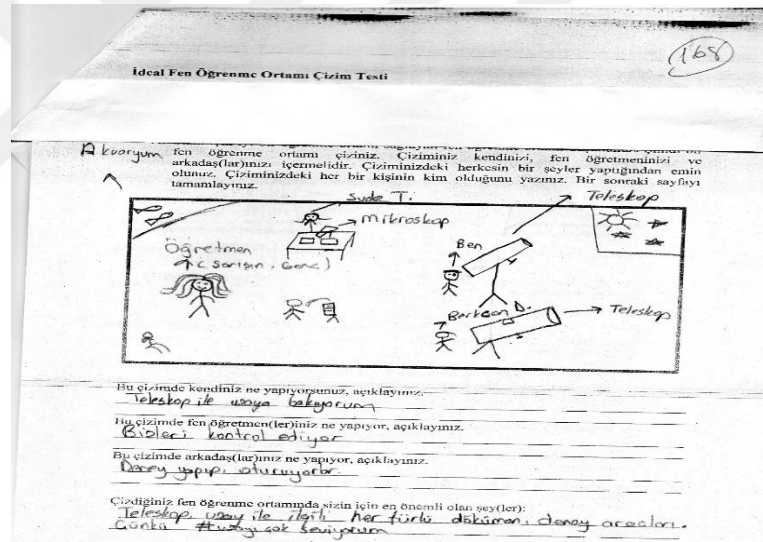 168
İdeal Fen Öğrenme Ortamı Çizim Testi
Akvaryum
fen öğrenme ortamı çiziniz. Çiziminiz kendinizi, fen öğretmeninizi ve
arkadaş(lar)ınızı içermelidir. Çiziminizdeki herkesin bir şeyler yaptığından emin
olunuz. Çiziminizdeki her bir kişinin kim olduğunu yazınız. Bir sonraki sayfayı
tamamlayınız.
Sude T.
Teleskop
Mikroskop
Öğretmen
(Sarışın, Genç)
Ben
Berkcan D.
Teleskop
Bu çizimde kendiniz ne yapıyorsunuz, açıklayınız.
Teleskop ile uzaya bakıyorum
Bu çizimde fen öğretmen(ler)iniz ne yapıyor, açıklayınız.
Bizleri kontrol ediyor
Bu çizimde arkadaş(lar)ınız ne yapıyor, açıklayınız.
Deney yapıp, oturuyorlar.
Çizdiğiniz fen öğrenme ortamında sizin için en önemli olan şey(ler):
Teleskop, uzay ile ilgili her türlü döküman, deney araçları.
Çünkü uzayı çok seviyorum